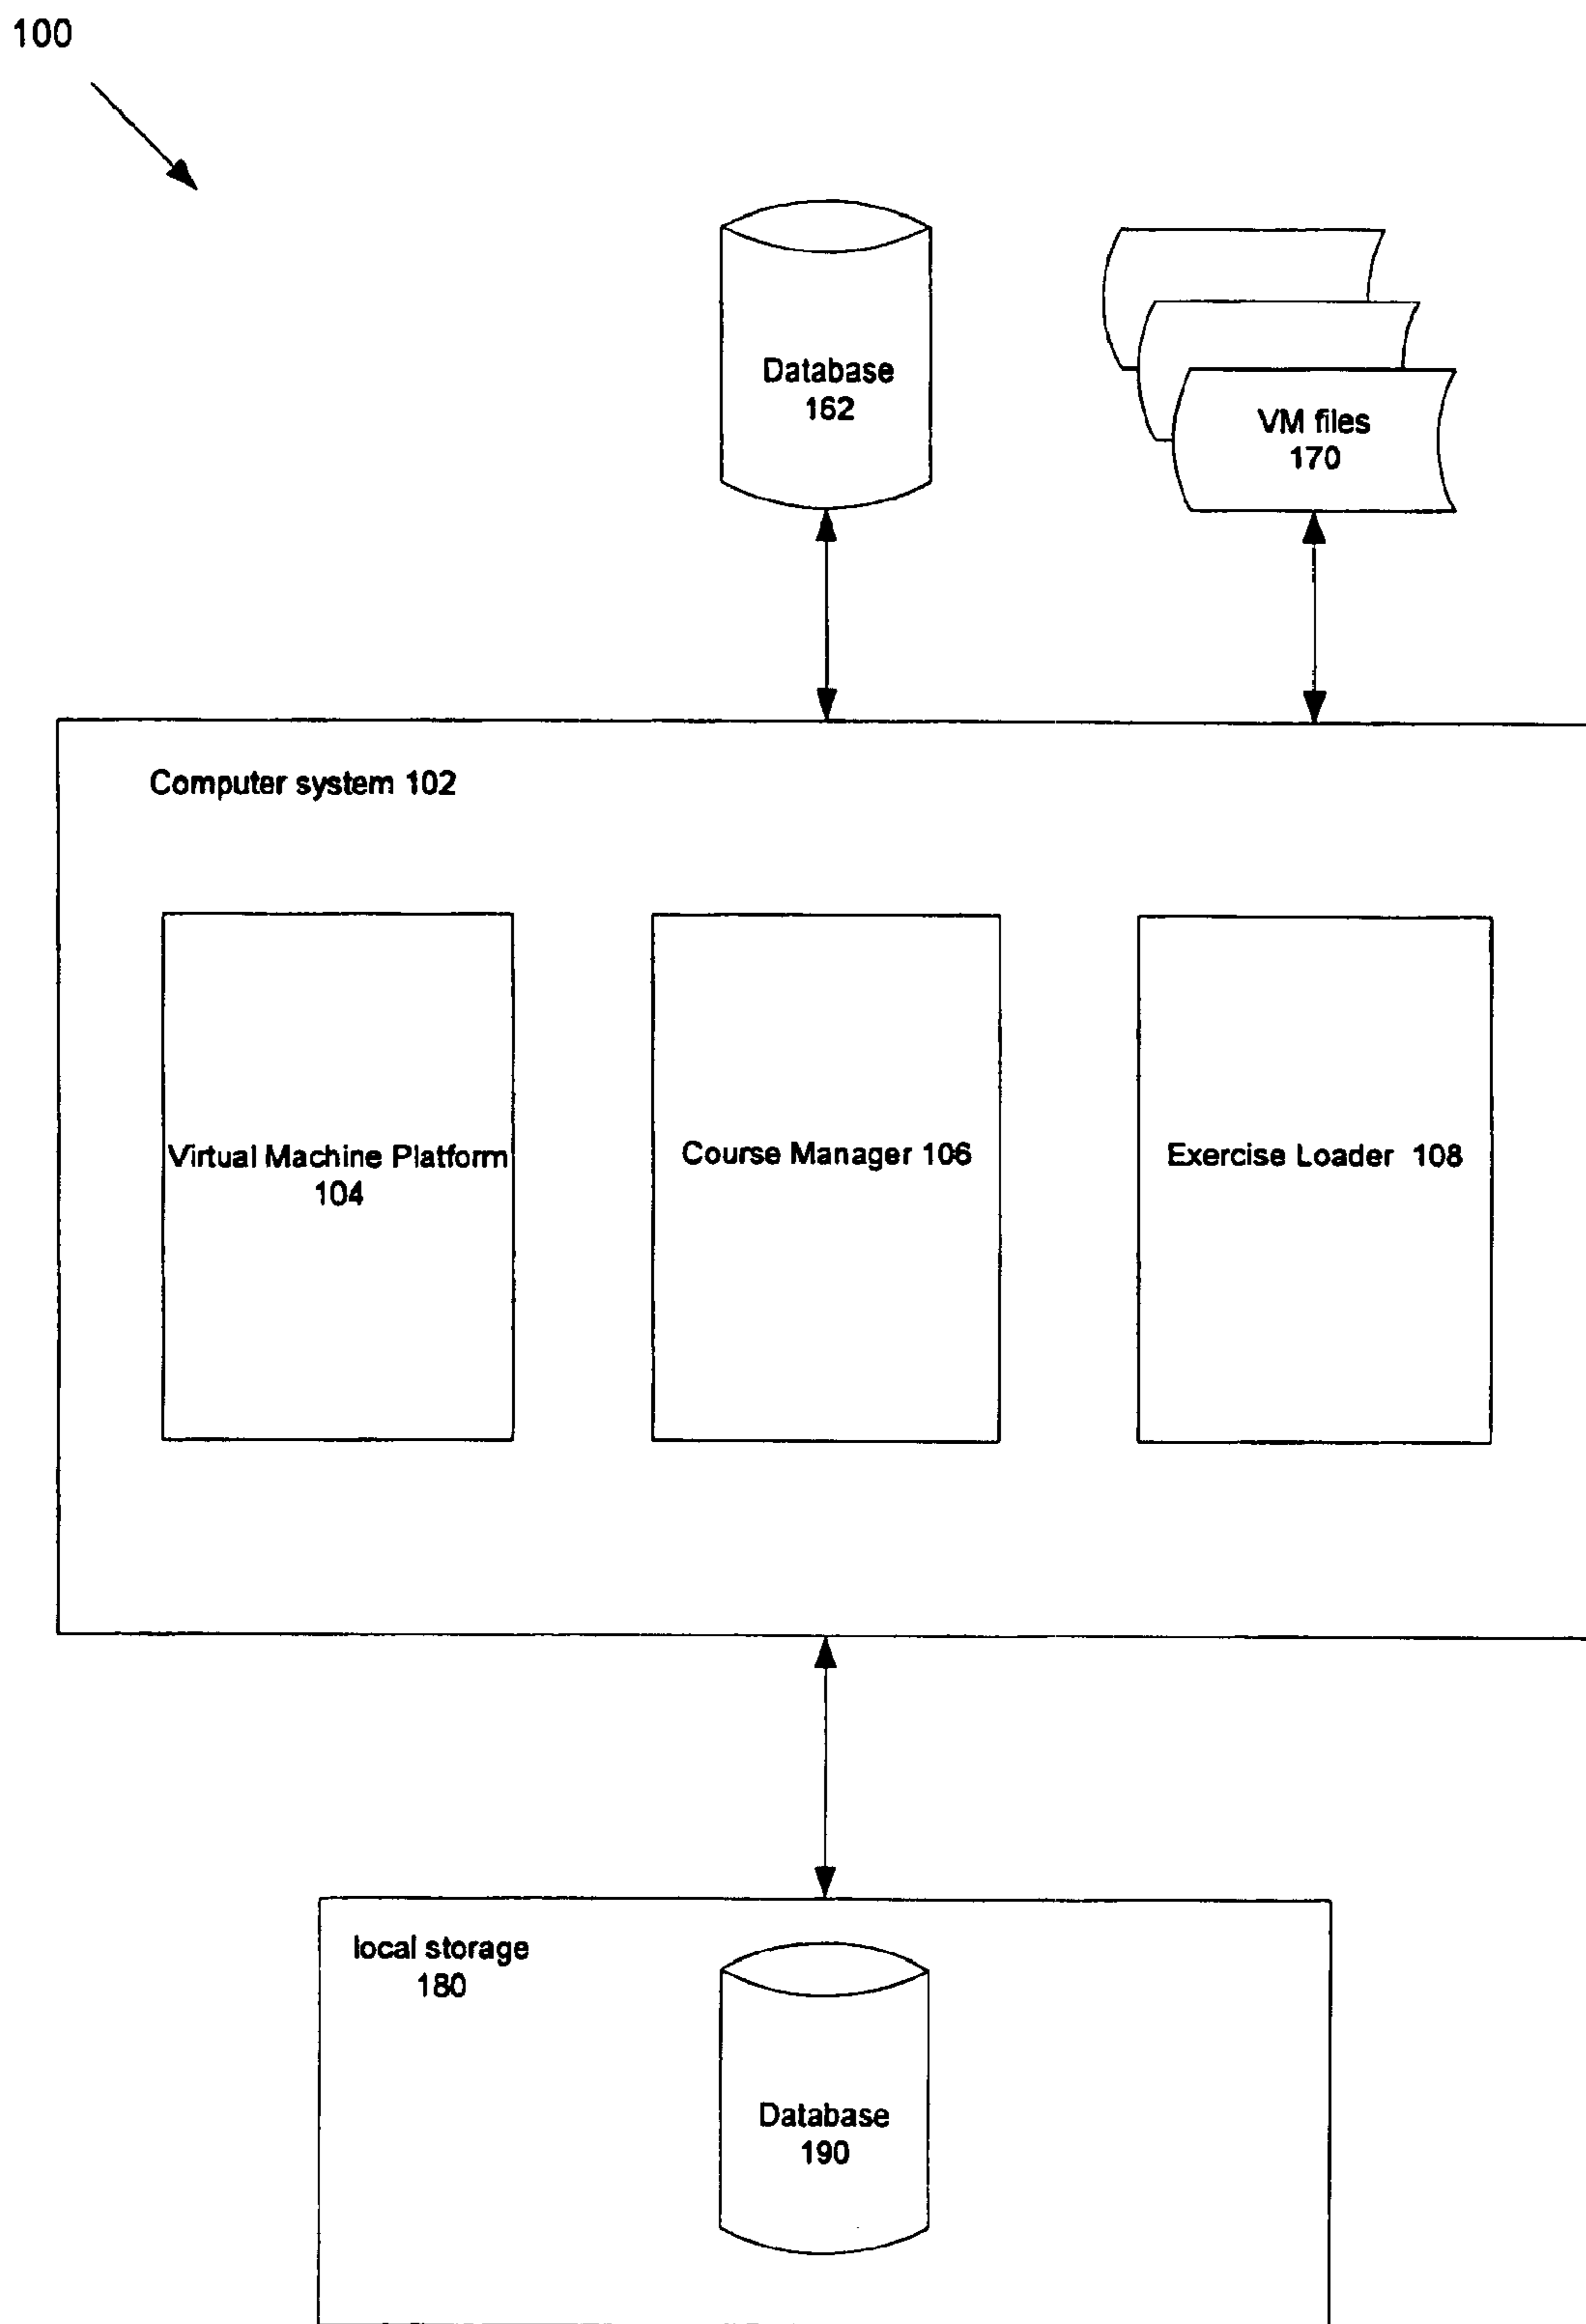 100
Database
162
VM files
170
Computer system 102
Virtual Machine Platform
104
Course Manager 106
Exercise Loader 108
local storage
180
Database
190